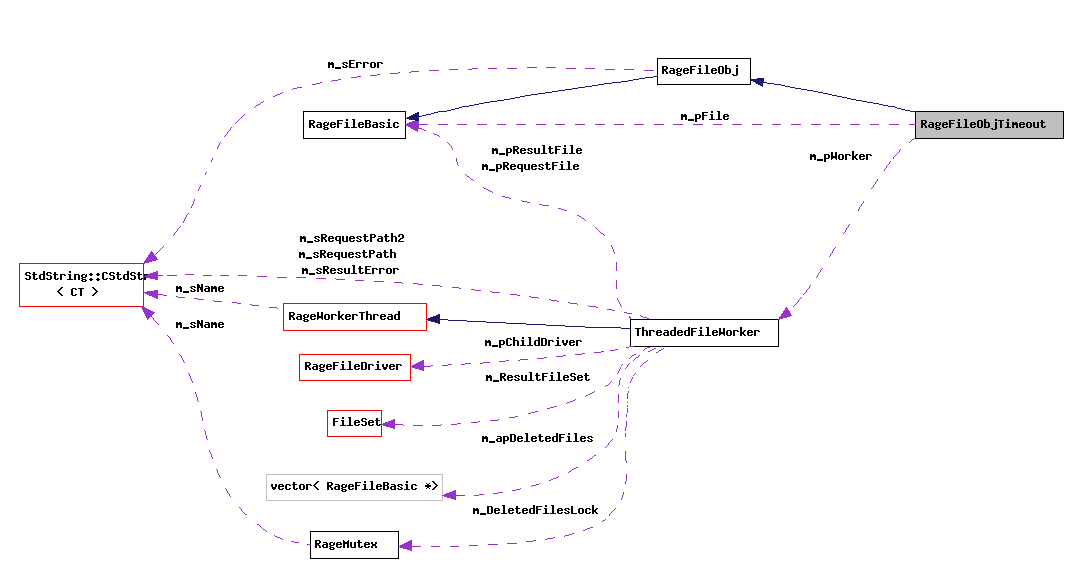 m_sError
RageFileObj
RageFileBasic
m_pFile
RageFileObjTimeout
m_pResultFile
m_pRequestFile
m_pWorker
m_sRequestPath2
m_sRequestPath
m_sResultError
StdString::CStdStr
< CT >
m_sName
RageWorkerThread
m_sName
ThreadedFileWorker
m_pChildDriver
RageFileDriver
m_ResultFileSet
FileSet
m_apDeletedFiles
vector< RageFileBasic *>
m_DeletedFilesLock
RageMutex